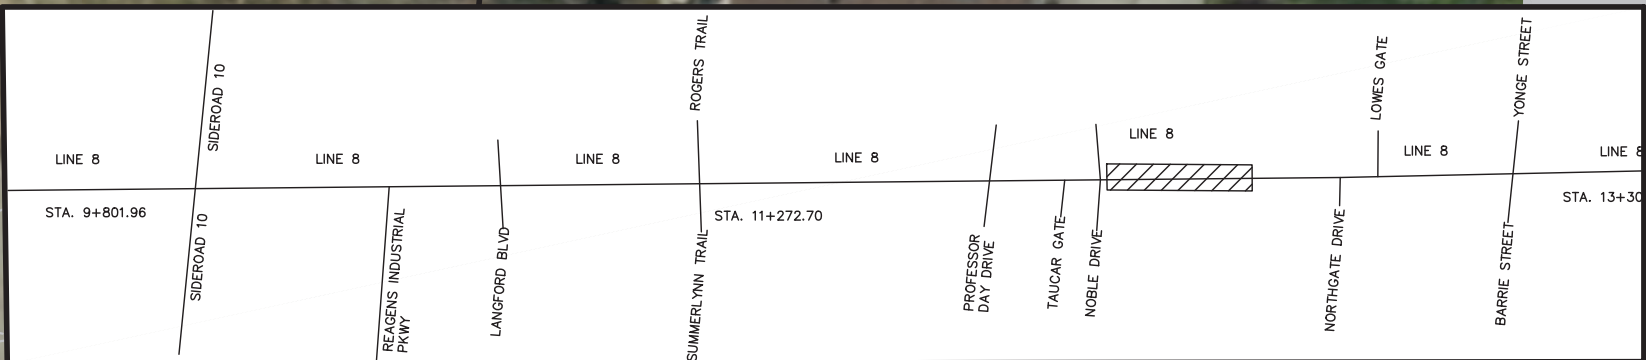 LINE 8
STA. 9+801.96
SIDEROAD 10
SIDEROAD 10
LINE 8
REAGENS INDUSTRIAL
PKWY
LANGFORD BLVD
LINE 8
ROGERS TRAIL
SUMMERLYNN TRAIL
STA. 11+272.70
LINE 8
PROFESSOR
DAY DRIVE
TAUCAR GATE
NOBLE DRIVE
LINE 8
NORTHGATE DRIVE
LOWES GATE
LINE 8
YONGE STREET
BARRIE STREET
LINE 8
STA. 13+30